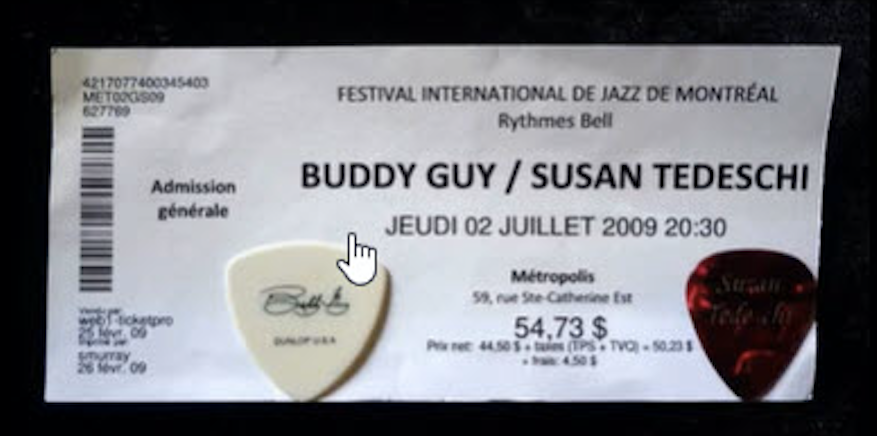 4217077400345403
MET02GS09
627769
FESTIVAL INTERNATIONAL DE JAZZ DE MONTRÉAL
Rythmes Bell
BUDDY GUY / SUSAN TEDESCHI
JEUDI 02 JUILLET 2009 20:30
Admission
générale
Métropolis
59, rue Ste-Catherine Est
54,73 $
Prix net: 44,50 $ + taxes (TPS + TVQ) = 50,23 $
+ frais: 4,50 $
Vendu par:
web1-ticketpro
25 févr. 09
Imprimé par:
smurray
26 févr. 09
DUNLOP U.S.A.
Susan
Tedeschi